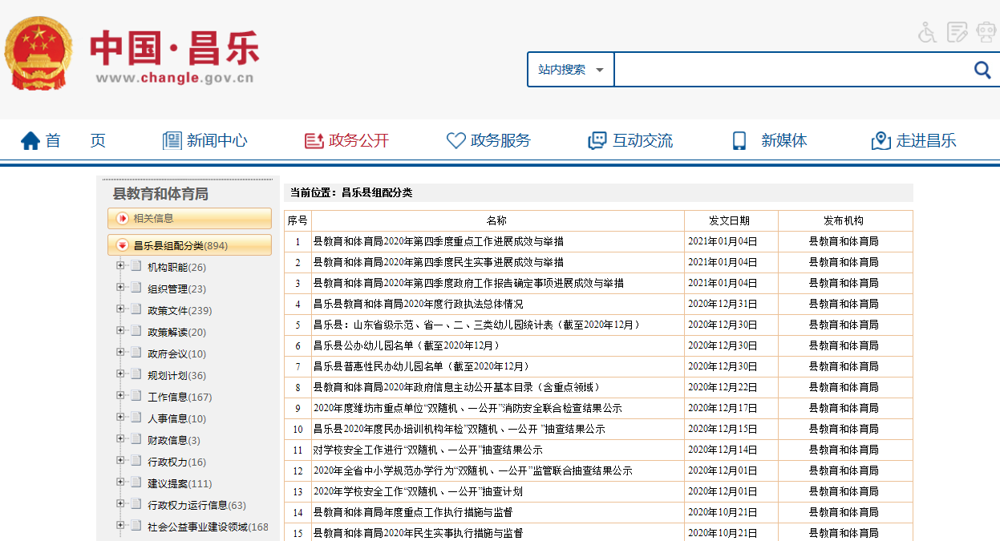 中国·昌乐
www.changle.gov.cn
站内搜索
首 页 新闻中心 政务公开 政务服务 互动交流 新媒体 走进昌乐
县教育和体育局
相关信息
昌乐县组配分类(894)
机构职能(26)
组织管理(23)
政策文件(239)
政策解读(20)
政府会议(10)
规划计划(36)
工作信息(167)
人事信息(10)
财政信息(3)
行政权力(16)
建议提案(111)
行政权力运行信息(63)
社会公益事业建设领域(168
当前位置：昌乐县组配分类
序号 名称 发文日期 发布机构
1 县教育和体育局2020年第四季度重点工作进展成效与举措 2021年01月04日 县教育和体育局
2 县教育和体育局2020年第四季度民生实事进展成效与举措 2021年01月04日 县教育和体育局
3 县教育和体育局2020年第四季度政府工作报告确定事项进展成效与举措 2021年01月04日 县教育和体育局
4 昌乐县教育和体育局2020年度行政执法总体情况 2020年12月31日 县教育和体育局
5 昌乐县：山东省级示范、省一、二、三类幼儿园统计表（截至2020年12月） 2020年12月30日 县教育和体育局
6 昌乐县公办幼儿园名单（截至2020年12月） 2020年12月30日 县教育和体育局
7 昌乐县普惠性民办幼儿园名单（截至2020年12月） 2020年12月30日 县教育和体育局
8 县教育和体育局2020年政府信息主动公开基本目录（含重点领域） 2020年12月22日 县教育和体育局
9 2020年度潍坊市重点单位“双随机、一公开”消防安全联合检查结果公示 2020年12月17日 县教育和体育局
10 昌乐县2020年度民办培训机构年检”双随机、一公开 ”抽查结果公示 2020年12月15日 县教育和体育局
11 对学校安全工作进行“双随机、一公开”抽查结果公示 2020年12月14日 县教育和体育局
12 2020年全省中小学规范办学行为“双随机、一公开”监管联合抽查结果公示 2020年12月01日 县教育和体育局
13 2020年学校安全工作“双随机、一公开”抽查计划 2020年12月01日 县教育和体育局
14 县教育和体育局年度重点工作执行措施与监督 2020年10月21日 县教育和体育局
15 县教育和体育局2020年民生实事执行措施与监督 2020年10月21日 县教育和体育局